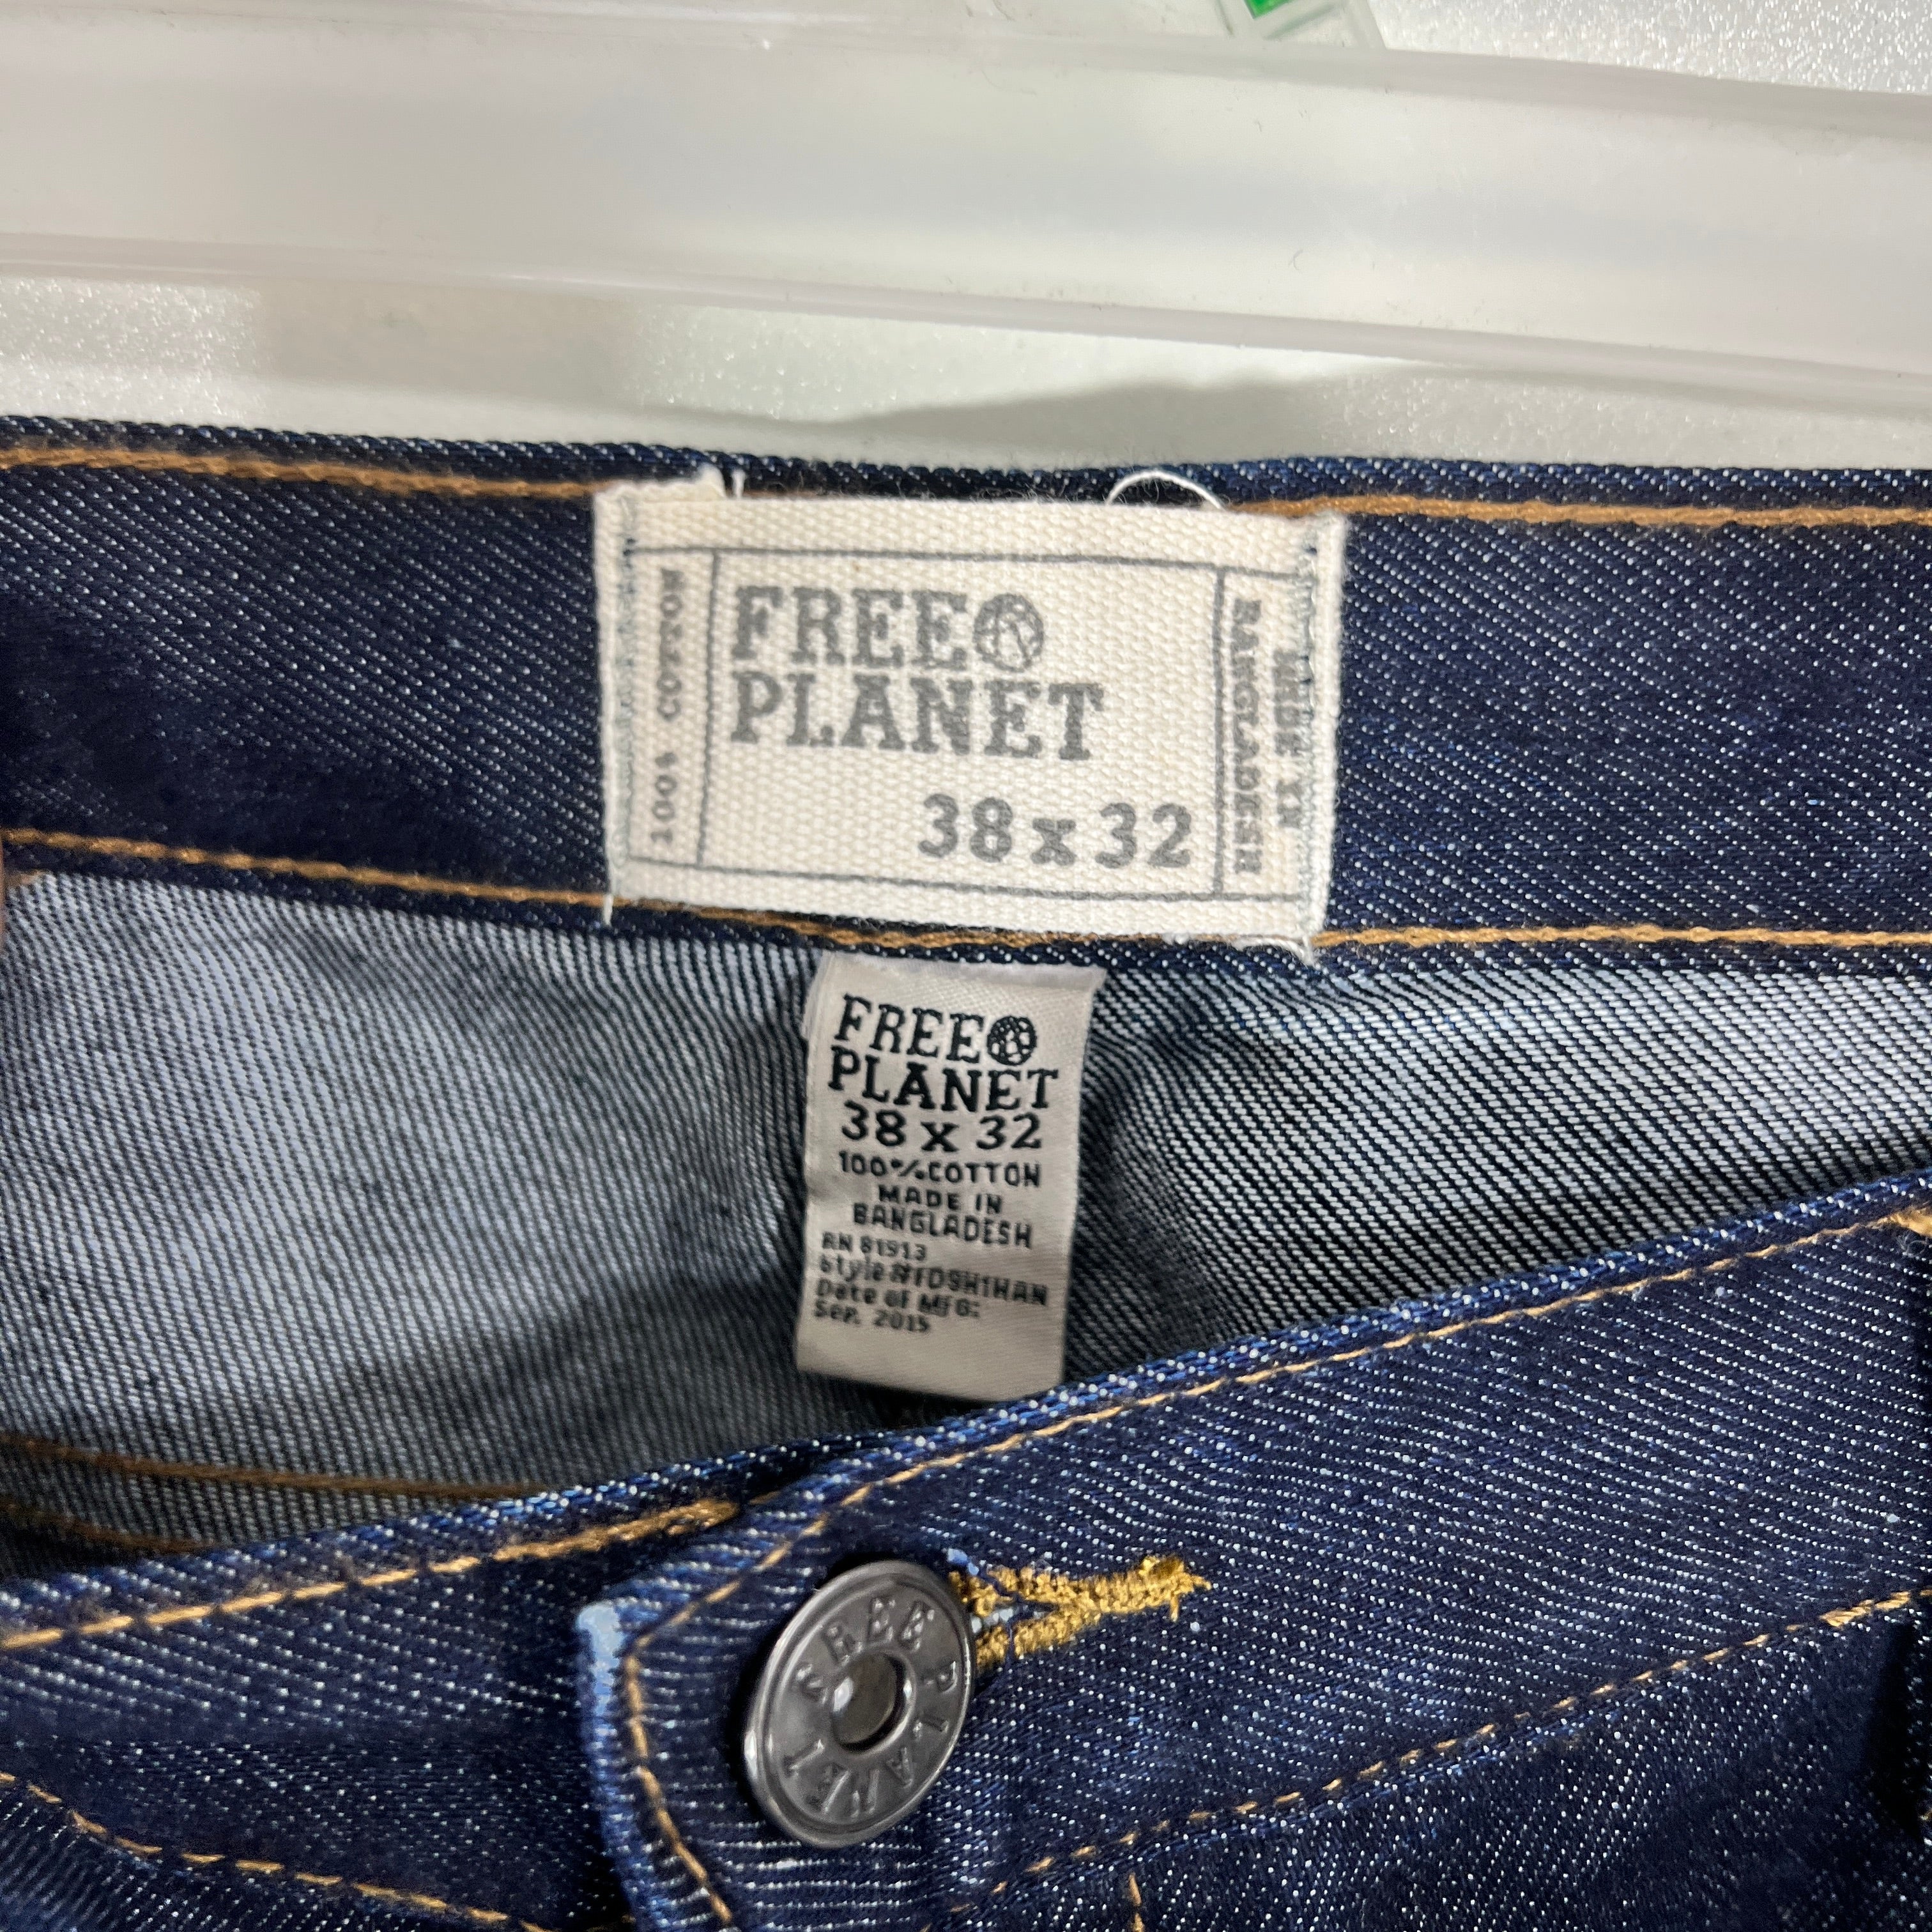 100% COTTON
FREE
PLANET
38 x 32
MADE IN
BANGLADESH
FREE
PLANET
38 x 32
100% COTTON
MADE IN
BANGLADESH
RN 81913
Date of MFG:
Sep. 2015
FREE PLANET